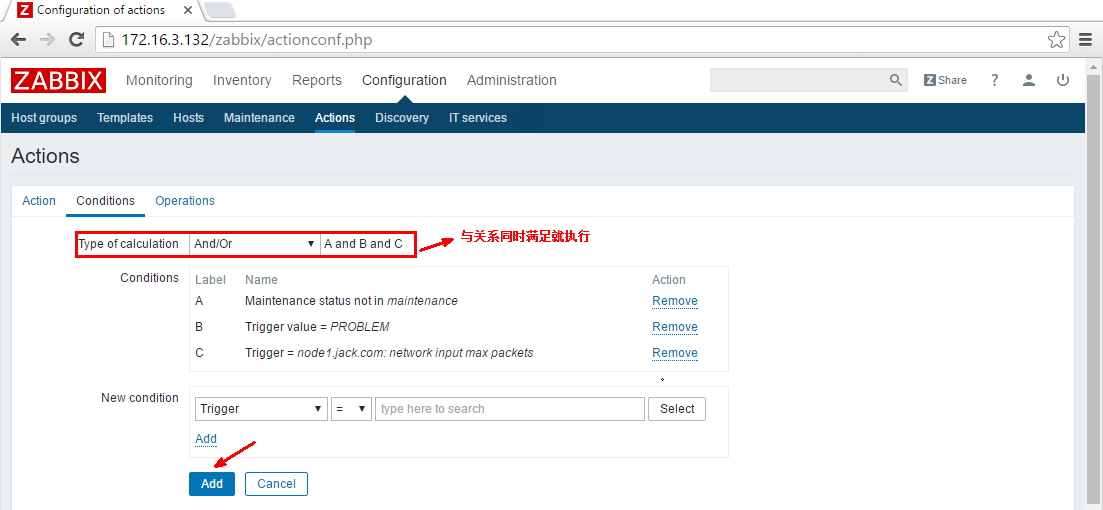 Configuration of actions
172.16.3.132/zabbix/actionconf.php
ZABBIX Monitoring Inventory Reports Configuration Administration Z Share ?
Host groups Templates Hosts Maintenance Actions Discovery IT services
Actions
Action Conditions Operations
Type of calculation And/Or A and B and C 与关系同时满足就执行
Conditions Label Name Action
A Maintenance status not in maintenance Remove
B Trigger value = PROBLEM Remove
C Trigger = node1.jack.com: network input max packets Remove
New condition
Trigger = type here to search Select
Add
Add Cancel